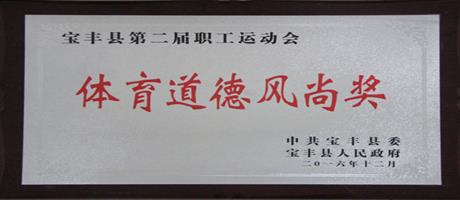 宝丰县第二届职工运动会
体育道德风尚奖
中共宝丰县委
宝丰县人民政府
二〇一六年十二月